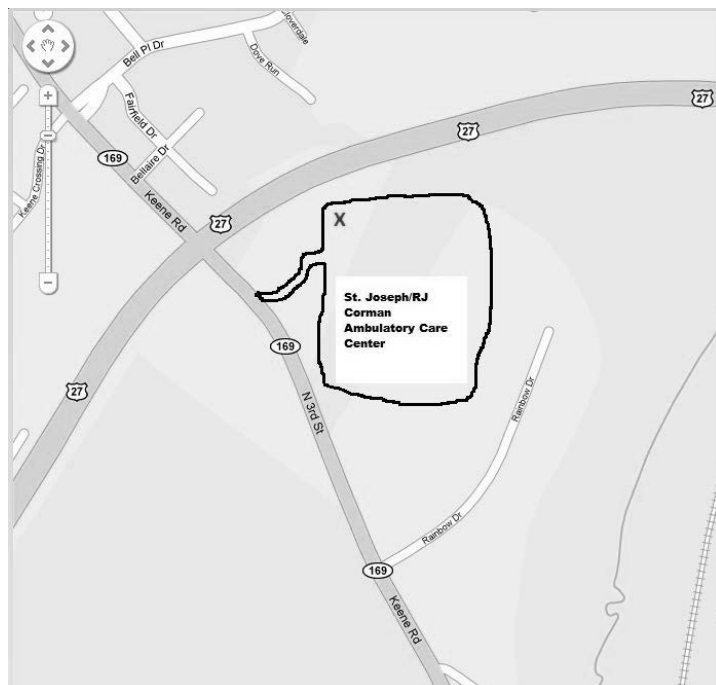 Cloverdale
Bell Pl Dr
Dove Run
27
27
Fairfield Dr
169
Bellaire Dr
Keene Crossing Dr
Keene Rd
27
X
St. Joseph/RJ
Corman
Ambulatory Care
Center
169
27
N 3rd St
Rainbow Dr
Rainbow Dr
169
Keene Rd